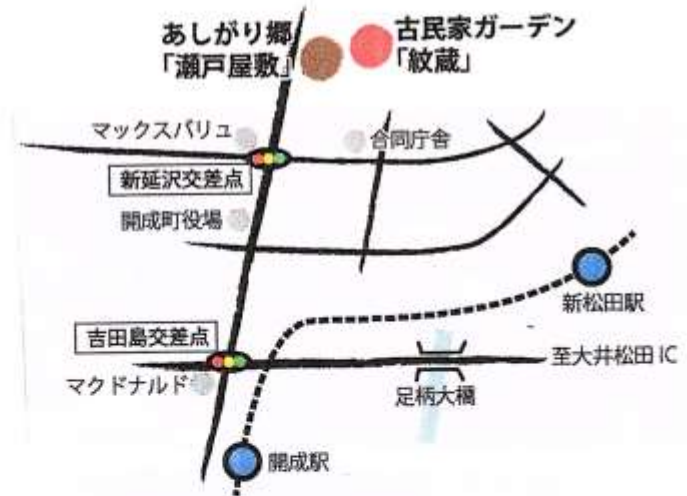 あしがり郷
「瀬戸屋敷」
古民家ガーデン
「紋蔵」
マックスバリュ
合同庁舎
新延沢交差点
開成町役場
新松田駅
吉田島交差点
至大井松田 IC
マクドナルド
足柄大橋
開成駅